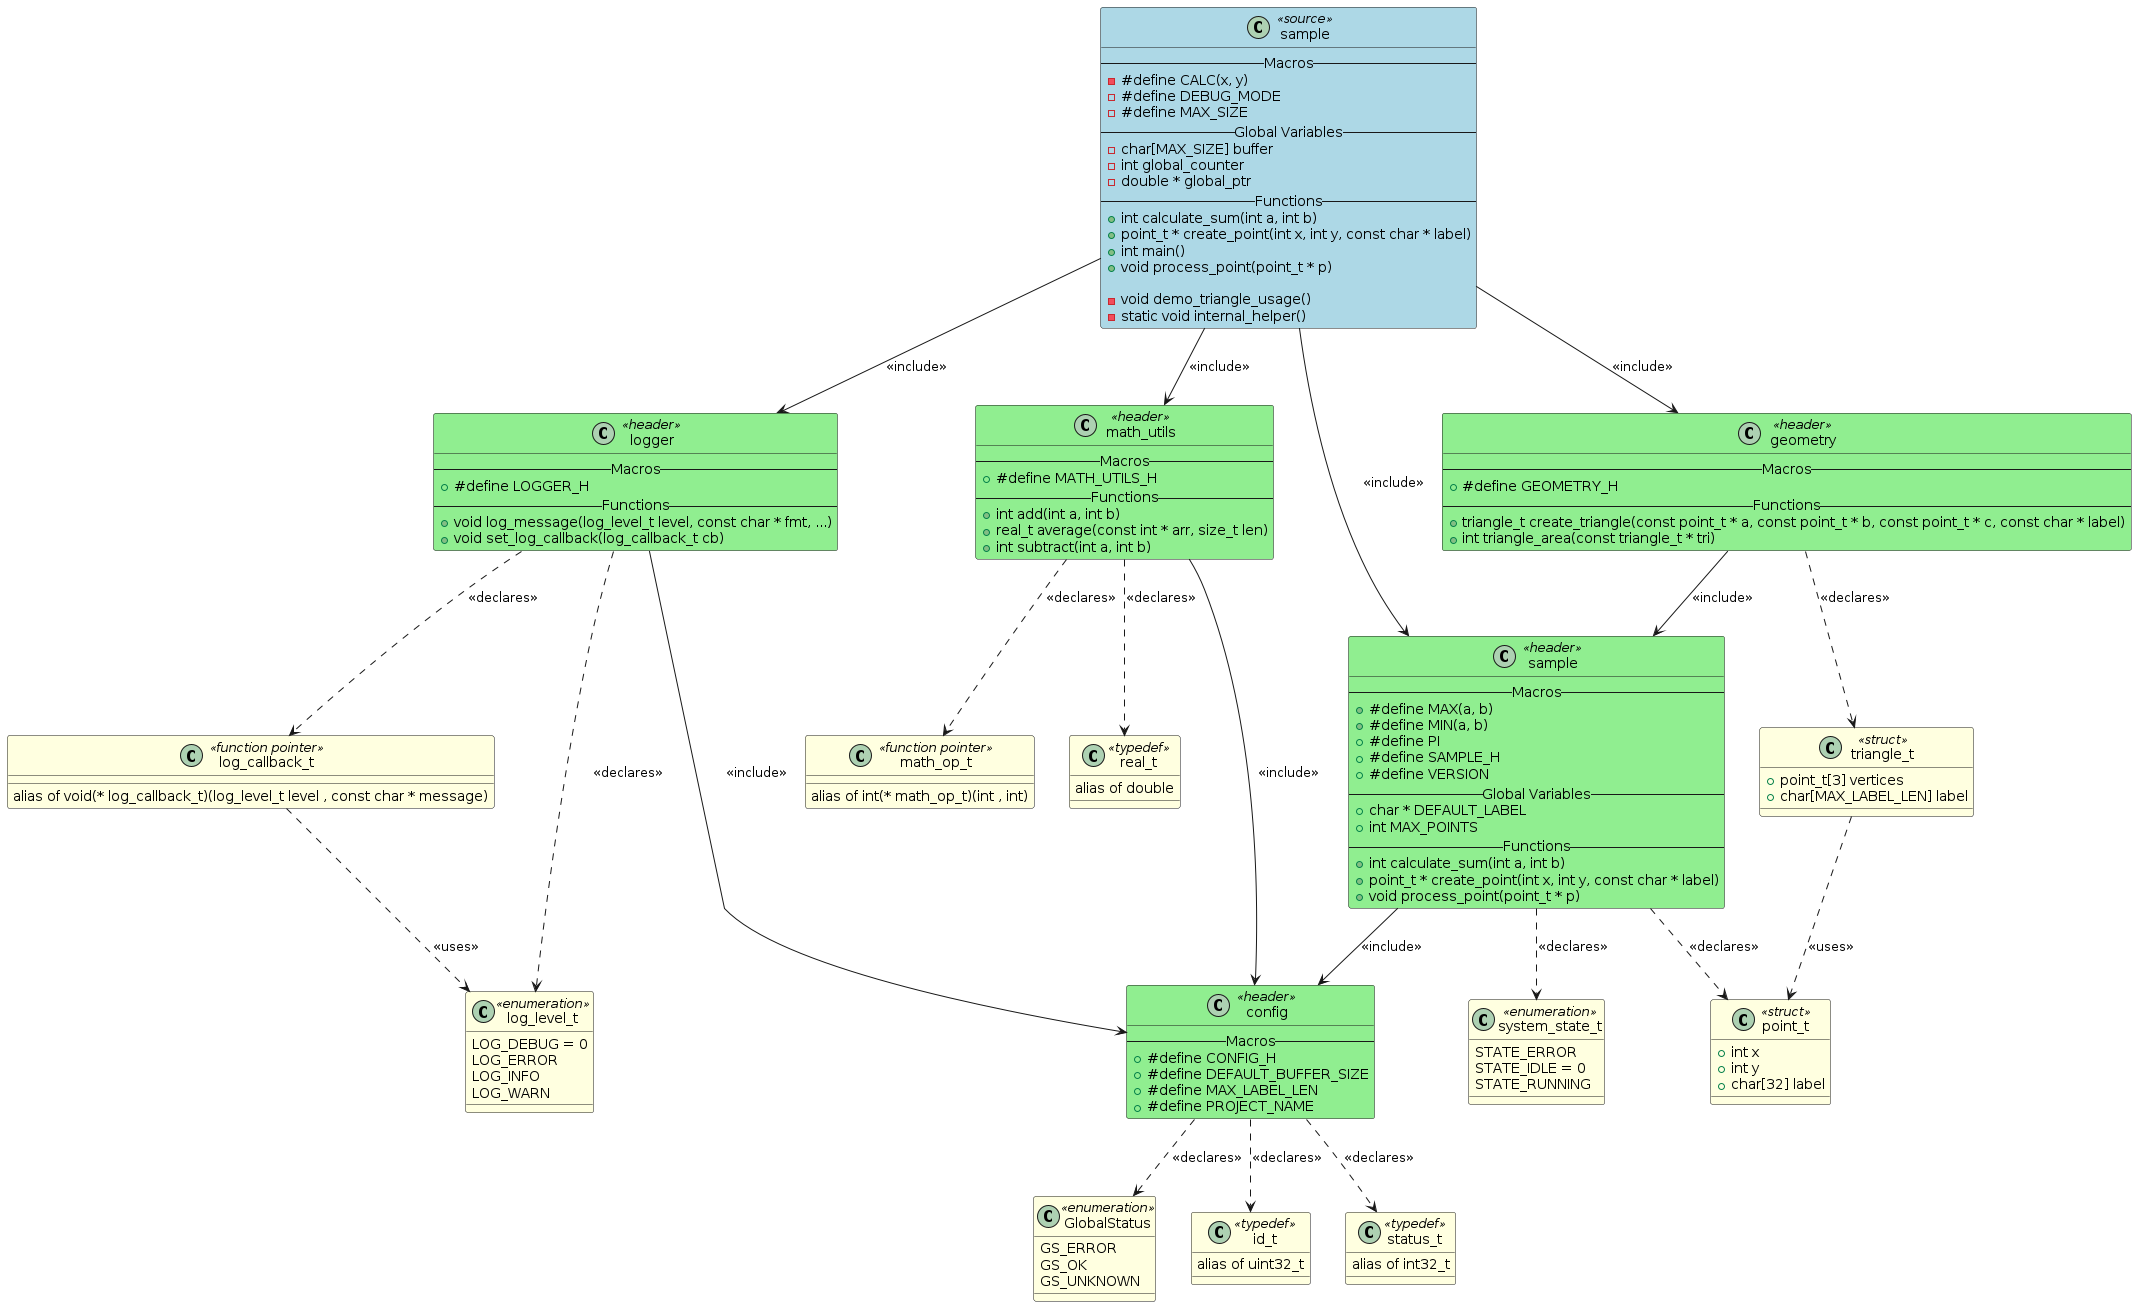 «source»
C sample
Macros
#define CALC(x, y)
#define DEBUG_MODE
#define MAX_SIZE
Global Variables
char[MAX_SIZE] buffer
int global_counter
double * global_ptr
Functions
int calculate_sum(int a, int b)
point_t * create_point(int x, int y, const char * label)
int main()
void process_point(point_t * p)
void demo_triangle_usage()
static void internal_helper()
«include»
«include»
«include»
«include»
«header»
C logger
Macros
#define LOGGER_H
Functions
void log_message(log_level_t level, const char * fmt, ...)
void set_log_callback(log_callback_t cb)
«header»
C math_utils
Macros
#define MATH_UTILS_H
Functions
int add(int a, int b)
real_t average(const int * arr, size_t len)
int subtract(int a, int b)
«header»
C geometry
Macros
#define GEOMETRY_H
Functions
triangle_t create_triangle(const point_t * a, const point_t * b, const point_t * c, const char * label)
int triangle_area(const triangle_t * tri)
«declares»
«declares»
«declares»
«include»
«declares»
«header»
C sample
Macros
#define MAX(a, b)
#define MIN(a, b)
#define PI
#define SAMPLE_H
#define VERSION
Global Variables
char * DEFAULT_LABEL
int MAX_POINTS
Functions
int calculate_sum(int a, int b)
point_t * create_point(int x, int y, const char * label)
void process_point(point_t * p)
«function pointer»
C log_callback_t
alias of void(* log_callback_t)(log_level_t level , const char * message)
«declares»
«include»
«function pointer»
C math_op_t
alias of int(* math_op_t)(int , int)
«typedef»
C real_t
alias of double
«include»
«struct»
C triangle_t
point_t[3] vertices
char[MAX_LABEL_LEN] label
«uses»
«include»
«declares»
«declares»
«uses»
«enumeration»
C log_level_t
LOG_DEBUG = 0
LOG_ERROR
LOG_INFO
LOG_WARN
«header»
C config
Macros
#define CONFIG_H
#define DEFAULT_BUFFER_SIZE
#define MAX_LABEL_LEN
#define PROJECT_NAME
«enumeration»
C system_state_t
STATE_ERROR
STATE_IDLE = 0
STATE_RUNNING
«struct»
C point_t
int x
int y
char[32] label
«declares»
«declares»
«declares»
«enumeration»
C GlobalStatus
GS_ERROR
GS_OK
GS_UNKNOWN
«typedef»
C id_t
alias of uint32_t
«typedef»
C status_t
alias of int32_t